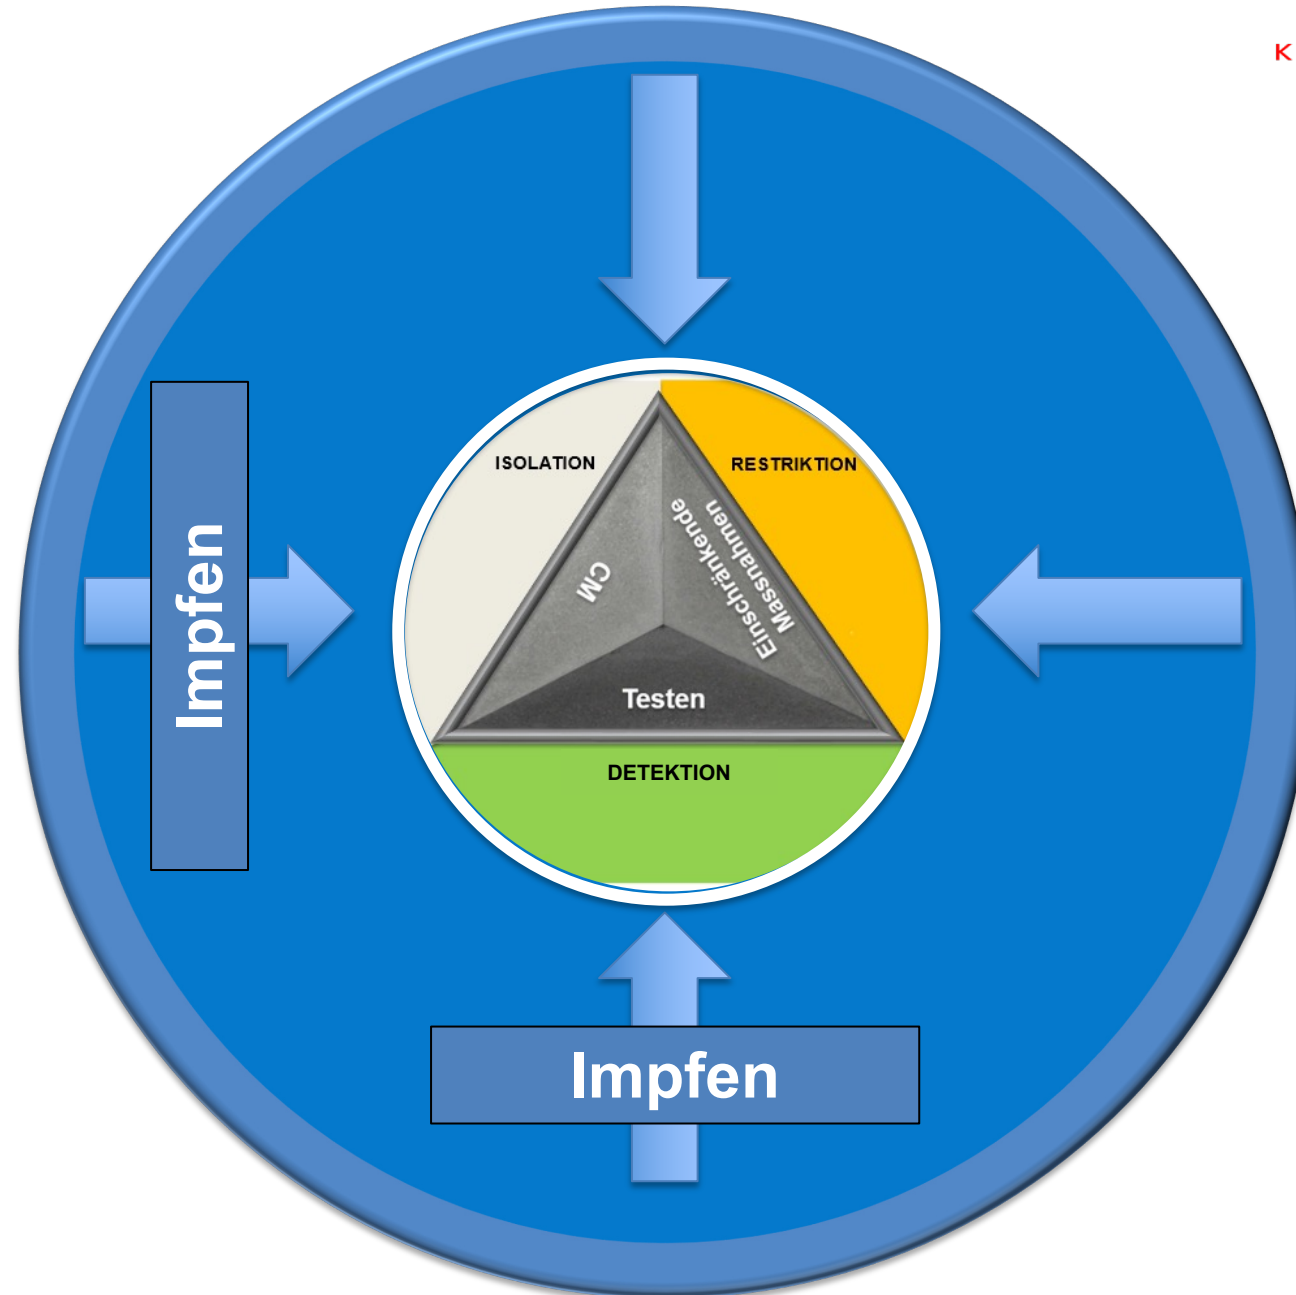 K
ISOLATION
RESTRIKTION
CM
Einschränkende
Massnahmen
Testen
DETEKTION
Impfen
Impfen